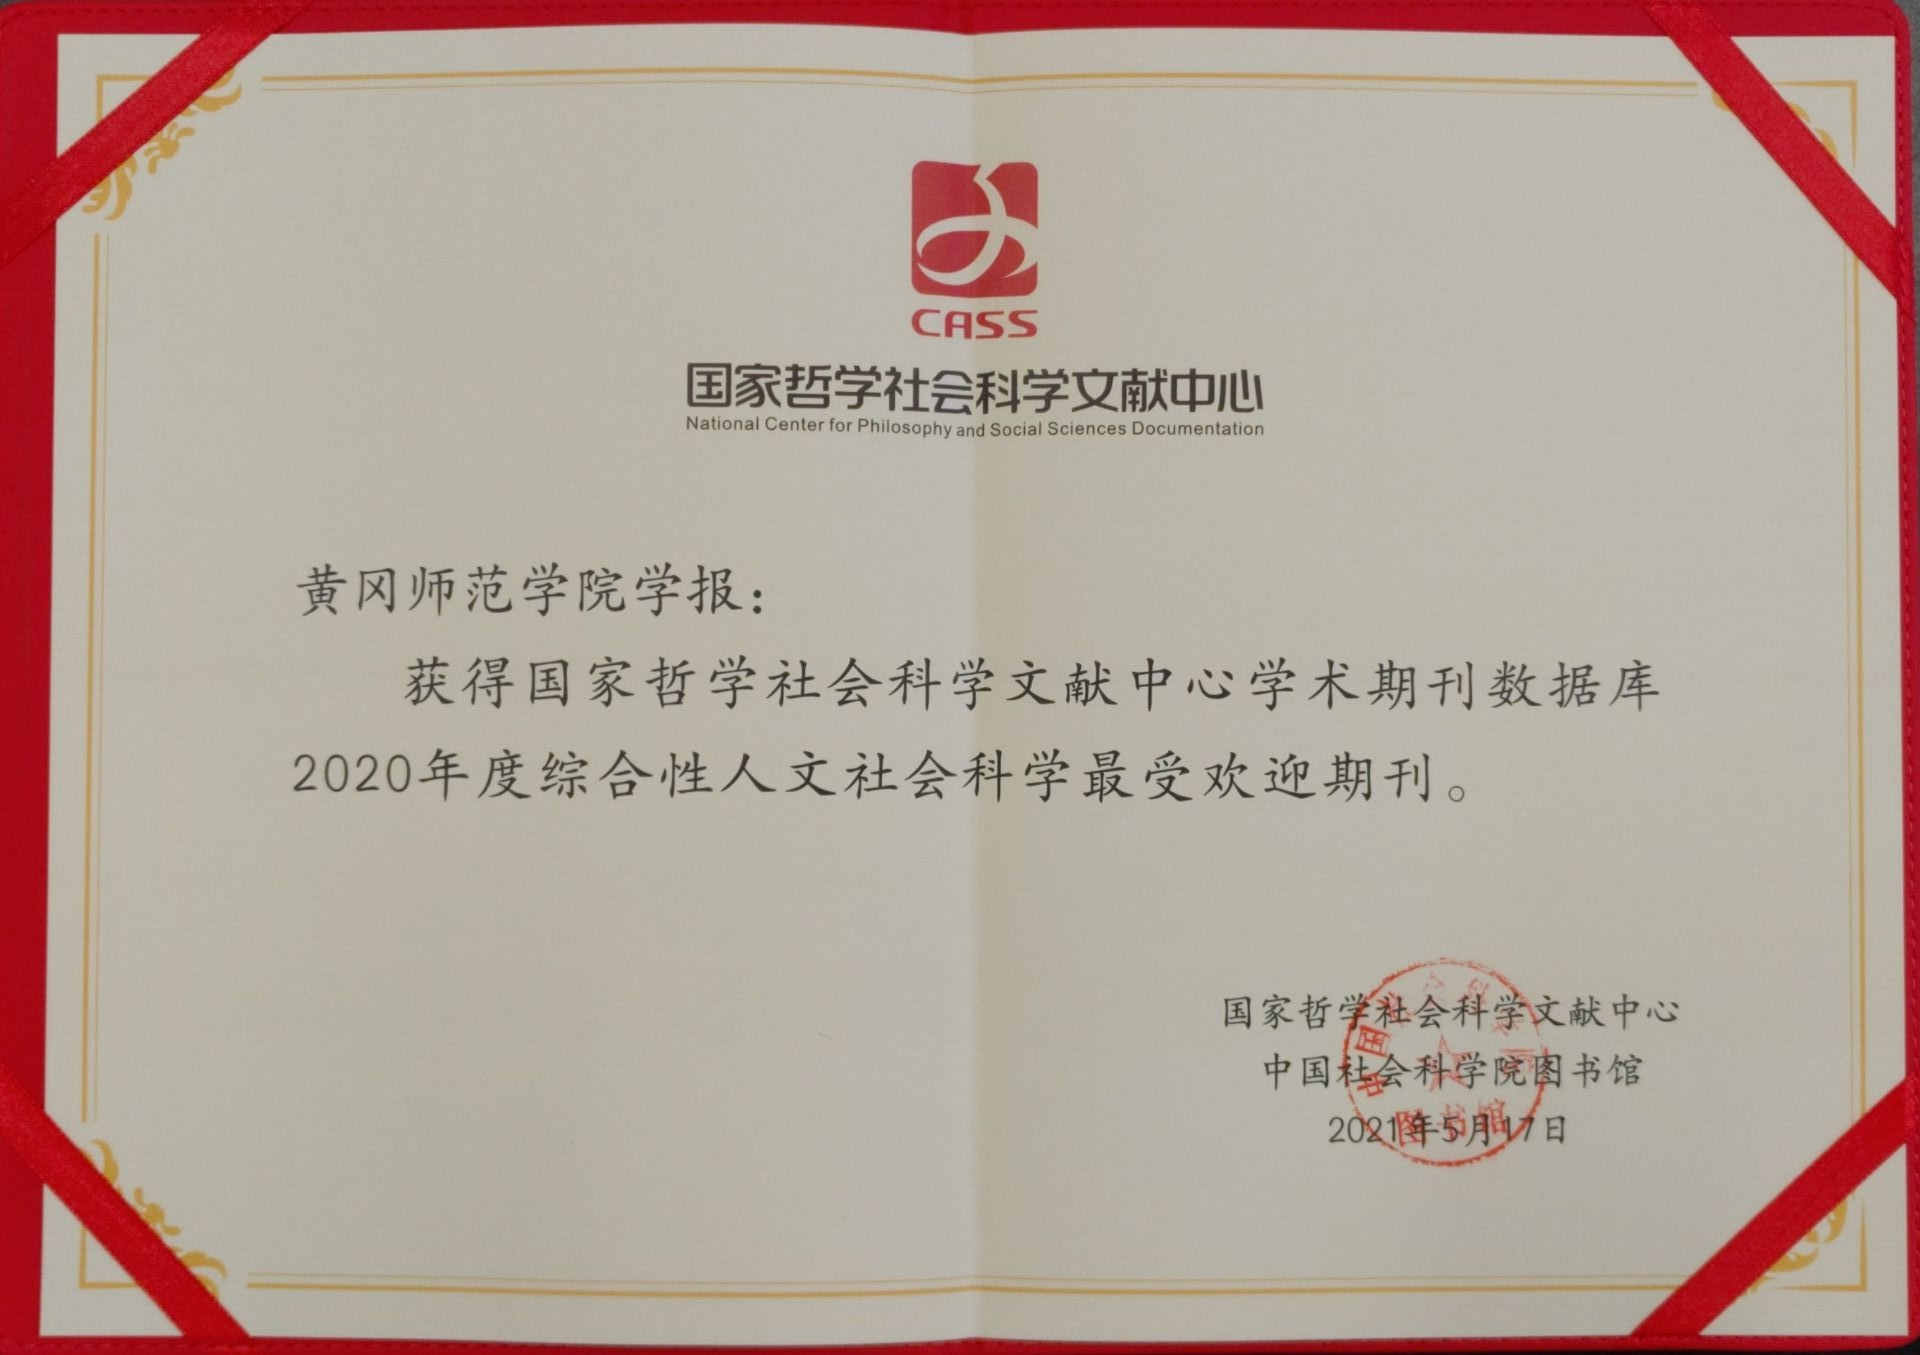 CASS
国家哲学社会科学文献中心
National Center for Philosophy and Social Sciences Documentation
黄冈师范学院学报：
获得国家哲学社会科学文献中心学术期刊数据库
2020年度综合性人文社会科学最受欢迎期刊。
国家哲学社会科学文献中心
中国社会科学院图书馆
2021年5月17日